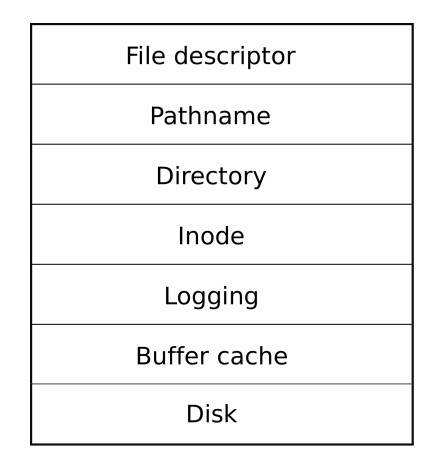 File descriptor
Pathname
Directory
Inode
Logging
Buffer cache
Disk